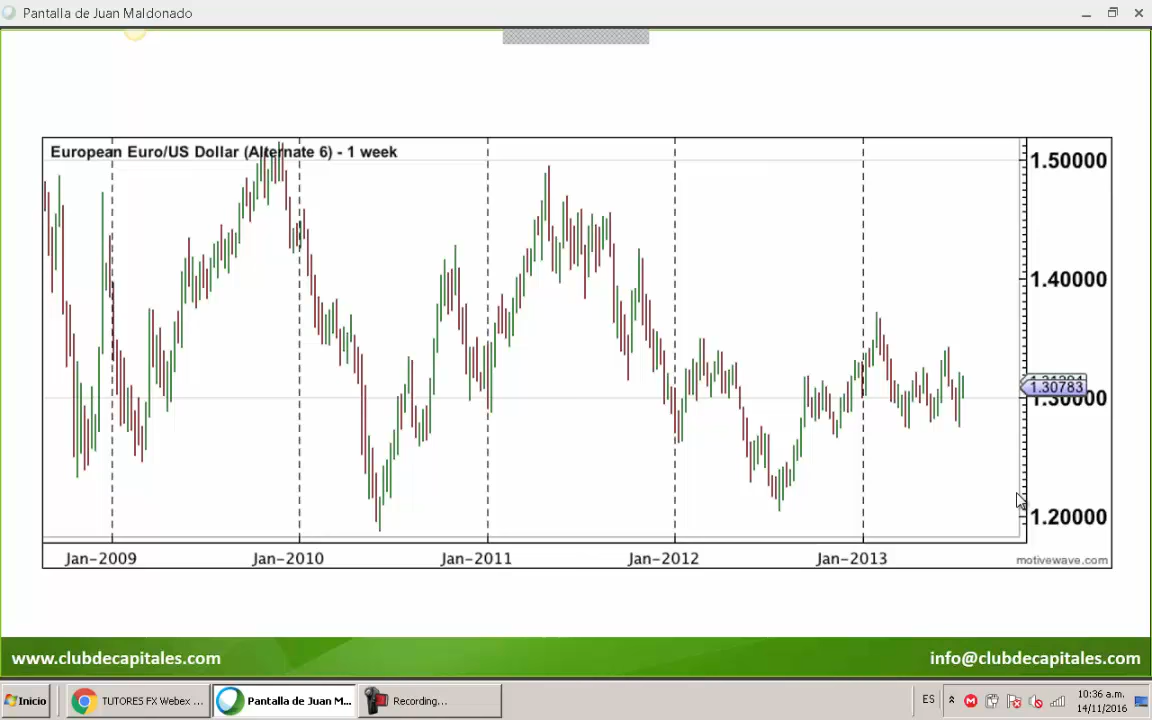 Pantalla de Juan Maldonado
European Euro/US Dollar (Alternate 6) - 1 week
1.50000
1.40000
1.30783
1.30000
1.20000
Jan-2009
Jan-2010
Jan-2011
Jan-2012
Jan-2013
motivewave.com
www.clubdecapitales.com
info@clubdecapitales.com
Inicio
TUTORES FX Webex ...
Pantalla de Juan M...
Recording...
ES
10:36 a.m.
14/11/2016